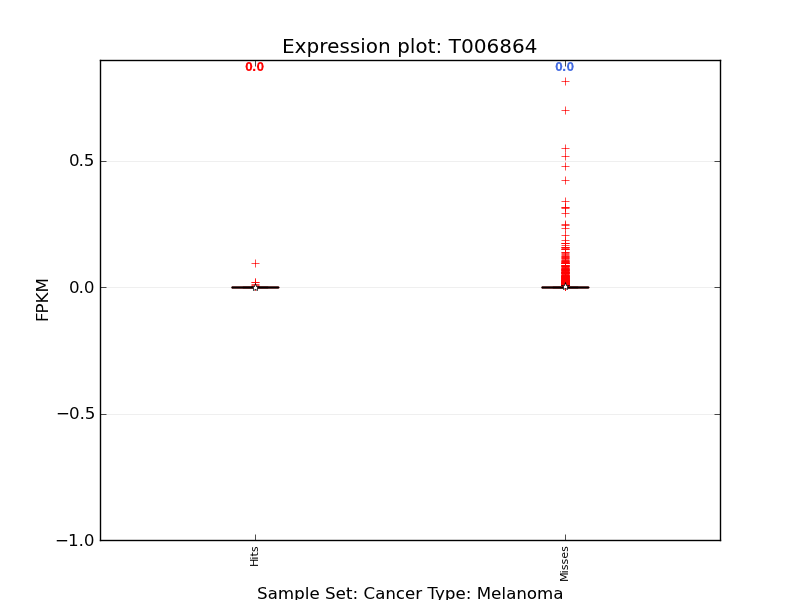 Expression plot: T006864
0.0 0.0
0.5
0.0
−0.5
−1.0
FPKM
Hits
Misses
Sample Set: Cancer Type: Melanoma